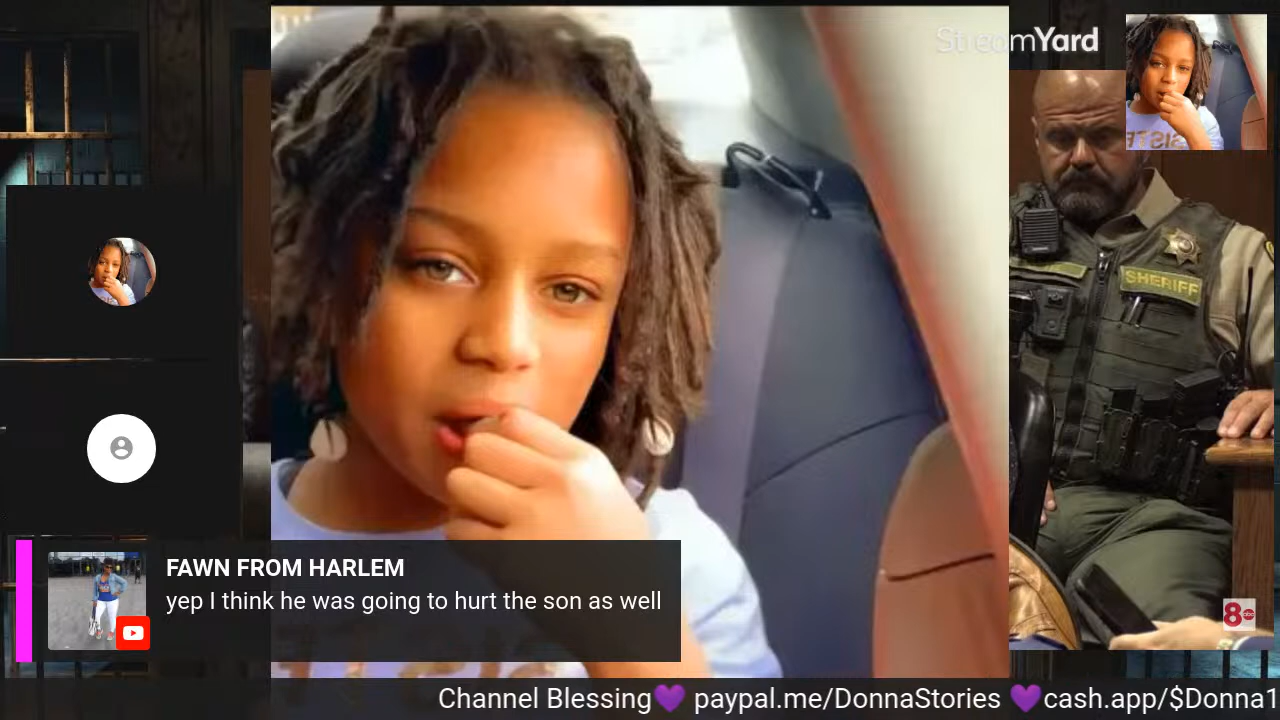 StreamYard
SHERIFF
8
FAWN FROM HARLEM
yep I think he was going to hurt the son as well
Channel Blessing💜 paypal.me/DonnaStories 💜cash.app/$Donna1